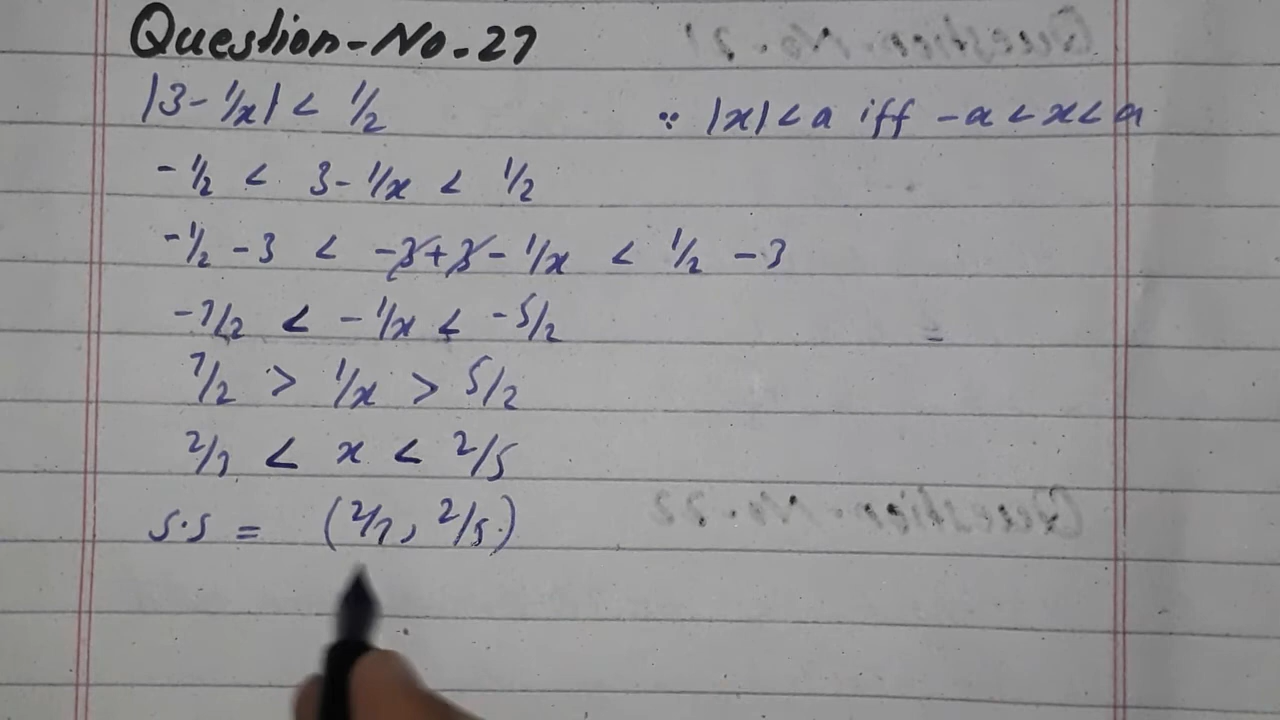 Question-No.27
|3 - 1/x| < 1/2 ∵ |x| < a iff -a < x < a
-1/2 < 3 - 1/x < 1/2
-1/2 - 3 < -3 + 3 - 1/x < 1/2 - 3
-7/2 < -1/x < -5/2
7/2 > 1/x > 5/2
2/7 < x < 2/5
S.S = (2/7, 2/5)